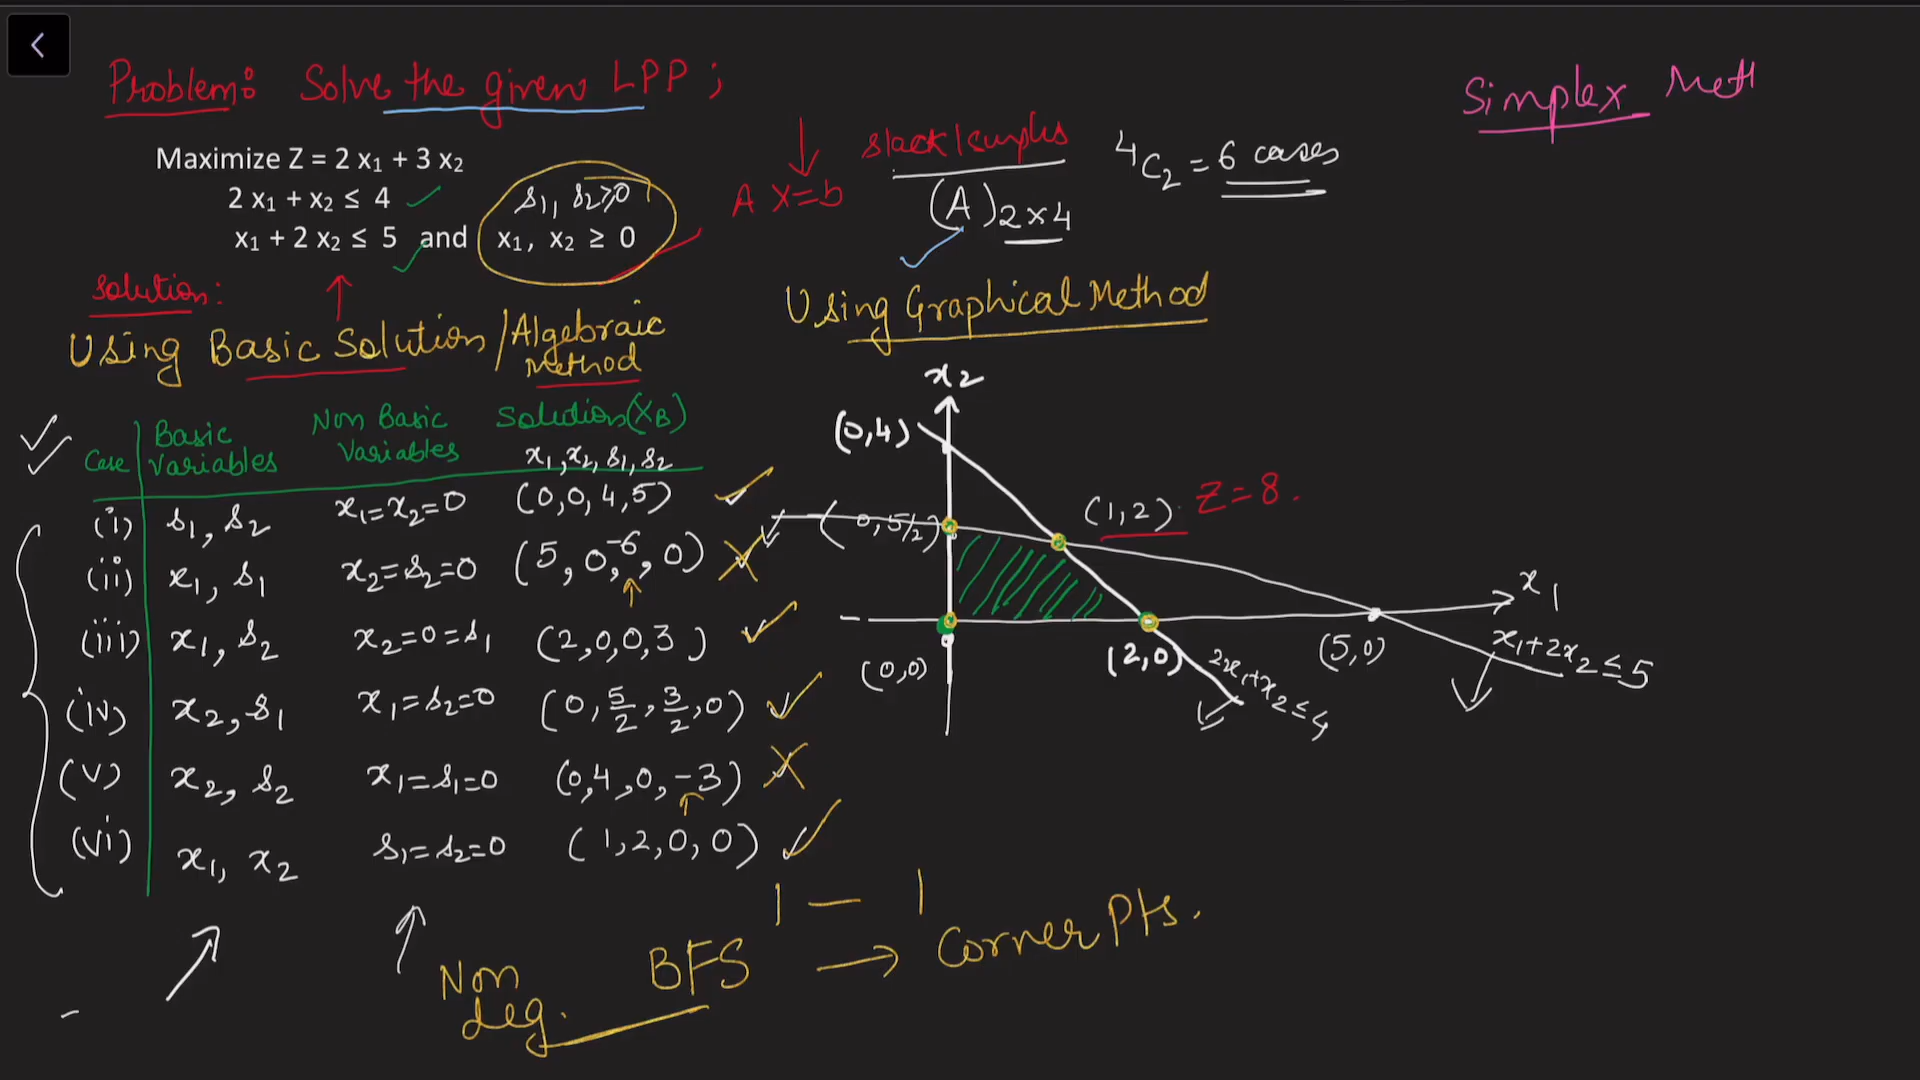 Problem: Solve the given LPP;
Simplex Meth
Maximize Z = 2 x₁ + 3 x₂
2 x₁ + x₂ ≤ 4
x₁ + 2 x₂ ≤ 5 and
s₁, s₂ ≥ 0
x₁, x₂ ≥ 0
A X = b
slack/surplus
(A)₂ₓ₄
⁴C₂ = 6 cases
Solution:
Using Basic Solution / Algebraic Method
Case Basic Variables Non Basic Variables Solution (X_B)
x₁, x₂, s₁, s₂
(i) s₁, s₂ x₁=x₂=0 (0,0,4,5)
(ii) x₁, s₁ x₂=s₂=0 (5, 0, -6, 0)
(iii) x₁, s₂ x₂=0=s₁ (2,0,0,3)
(iv) x₂, s₁ x₁=s₂=0 (0, 5/2, 3/2, 0)
(v) x₂, s₂ x₁=s₁=0 (0,4,0,-3)
(vi) x₁, x₂ s₁=s₂=0 (1,2,0,0)
1 – 1
Non deg. BFS → Corner Pts.
Using Graphical Method
x₂
(0,4)
(0,5/2)
(1,2) Z=8.
x₁
(0,0)
(2,0)
(5,0)
2x₁+x₂≤4
x₁+2x₂≤5